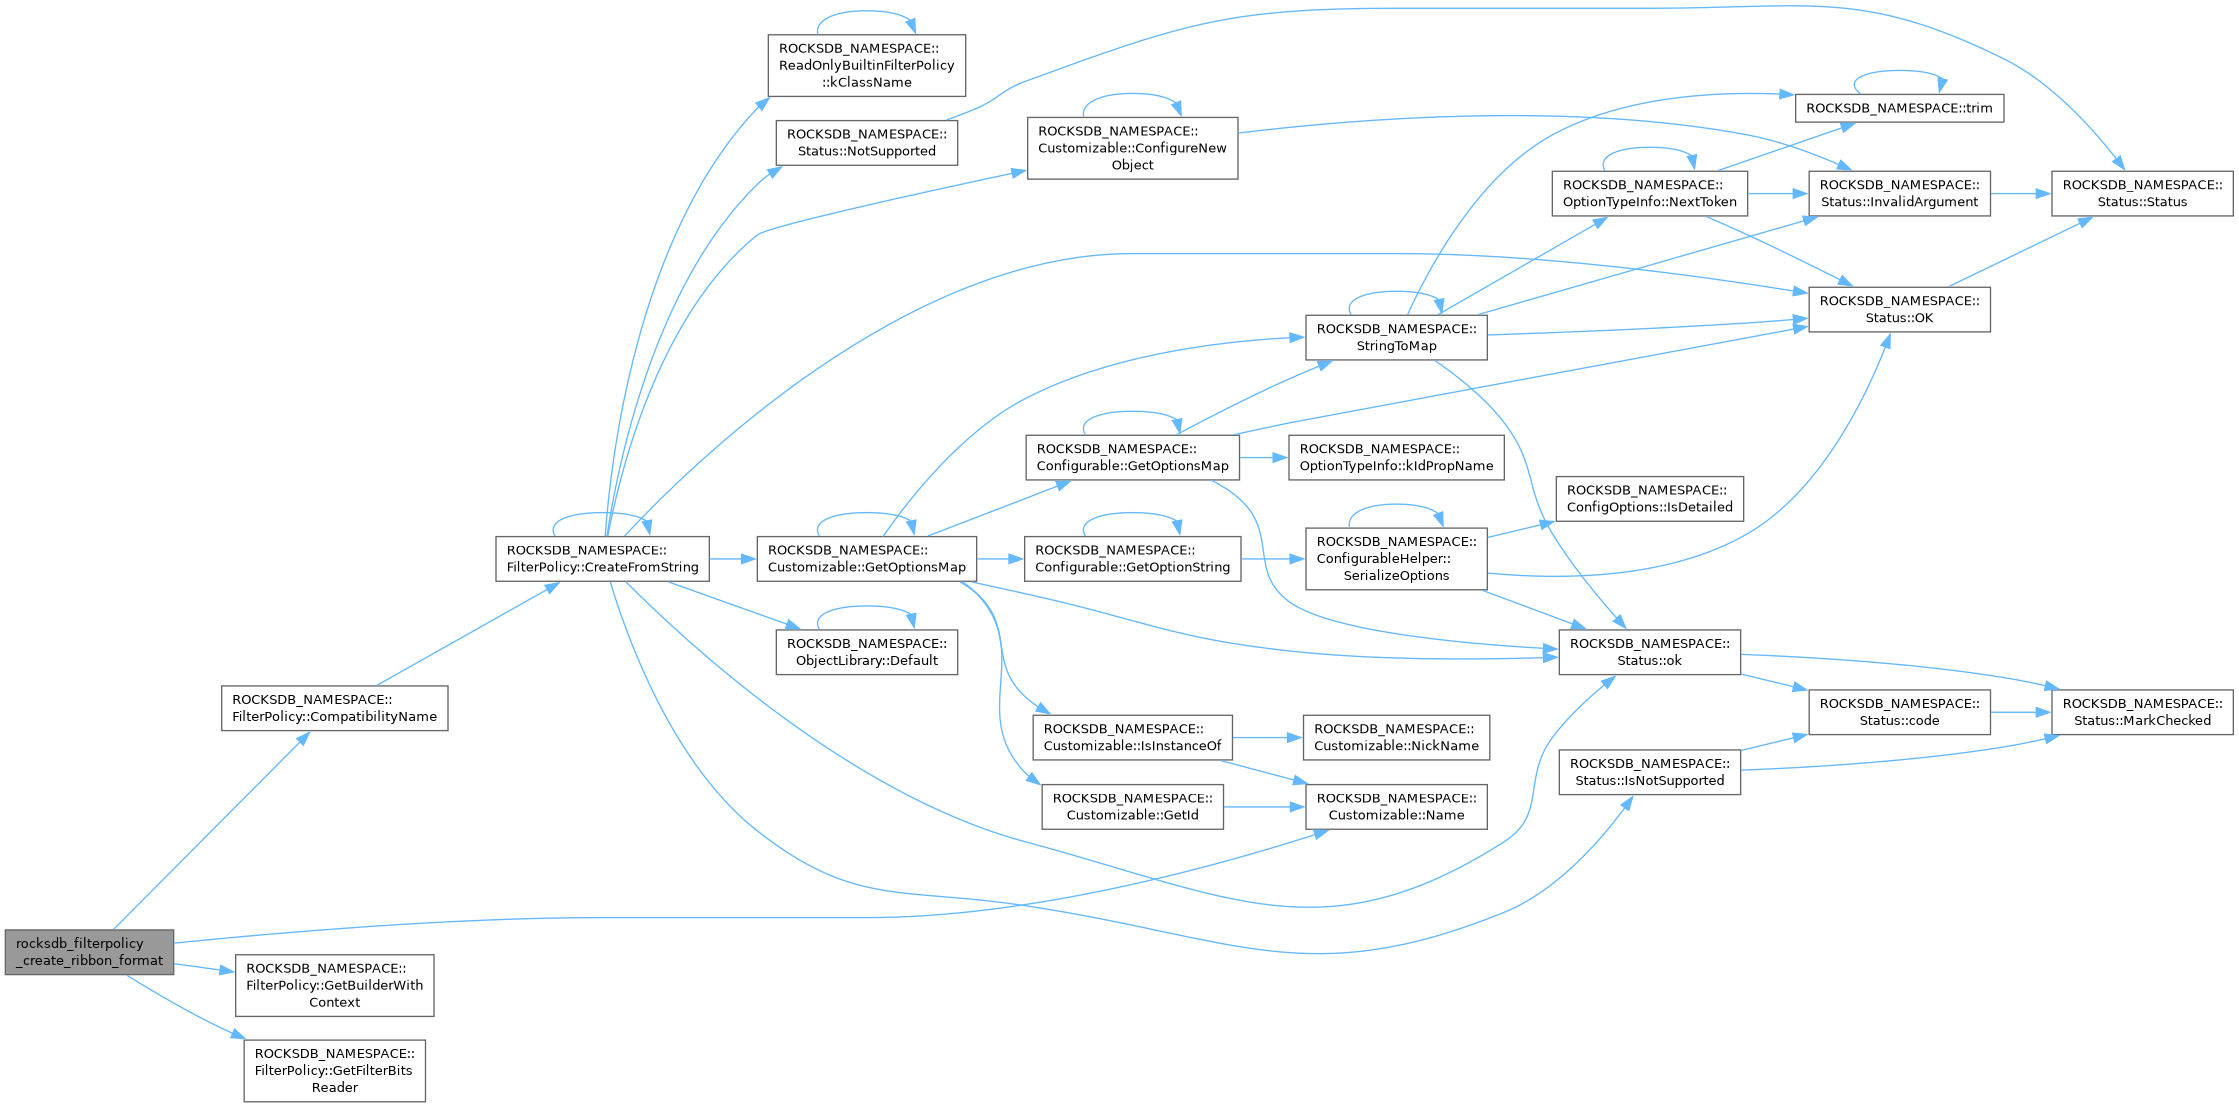 ROCKSDB_NAMESPACE::
ReadOnlyBuiltinFilterPolicy
::kClassName
ROCKSDB_NAMESPACE::
Status::NotSupported
ROCKSDB_NAMESPACE::
Customizable::ConfigureNew
Object
ROCKSDB_NAMESPACE::trim
ROCKSDB_NAMESPACE::
OptionTypeInfo::NextToken
ROCKSDB_NAMESPACE::
Status::InvalidArgument
ROCKSDB_NAMESPACE::
Status::Status
ROCKSDB_NAMESPACE::
Status::OK
ROCKSDB_NAMESPACE::
StringToMap
ROCKSDB_NAMESPACE::
Configurable::GetOptionsMap
ROCKSDB_NAMESPACE::
OptionTypeInfo::kIdPropName
ROCKSDB_NAMESPACE::
ConfigOptions::IsDetailed
ROCKSDB_NAMESPACE::
FilterPolicy::CreateFromString
ROCKSDB_NAMESPACE::
Customizable::GetOptionsMap
ROCKSDB_NAMESPACE::
Configurable::GetOptionString
ROCKSDB_NAMESPACE::
ConfigurableHelper::
SerializeOptions
ROCKSDB_NAMESPACE::
ObjectLibrary::Default
ROCKSDB_NAMESPACE::
Status::ok
ROCKSDB_NAMESPACE::
FilterPolicy::CompatibilityName
ROCKSDB_NAMESPACE::
Customizable::IsInstanceOf
ROCKSDB_NAMESPACE::
Customizable::NickName
ROCKSDB_NAMESPACE::
Status::code
ROCKSDB_NAMESPACE::
Status::MarkChecked
ROCKSDB_NAMESPACE::
Status::IsNotSupported
ROCKSDB_NAMESPACE::
Customizable::GetId
ROCKSDB_NAMESPACE::
Customizable::Name
rocksdb_filterpolicy
_create_ribbon_format
ROCKSDB_NAMESPACE::
FilterPolicy::GetBuilderWith
Context
ROCKSDB_NAMESPACE::
FilterPolicy::GetFilterBits
Reader